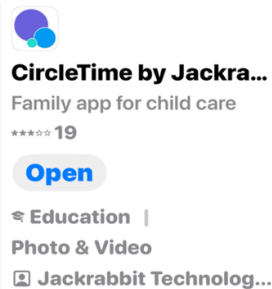 CircleTime by Jackra...
Family app for child care
★★★☆☆ 19
Open
Education |
Photo & Video
Jackrabbit Technolog...